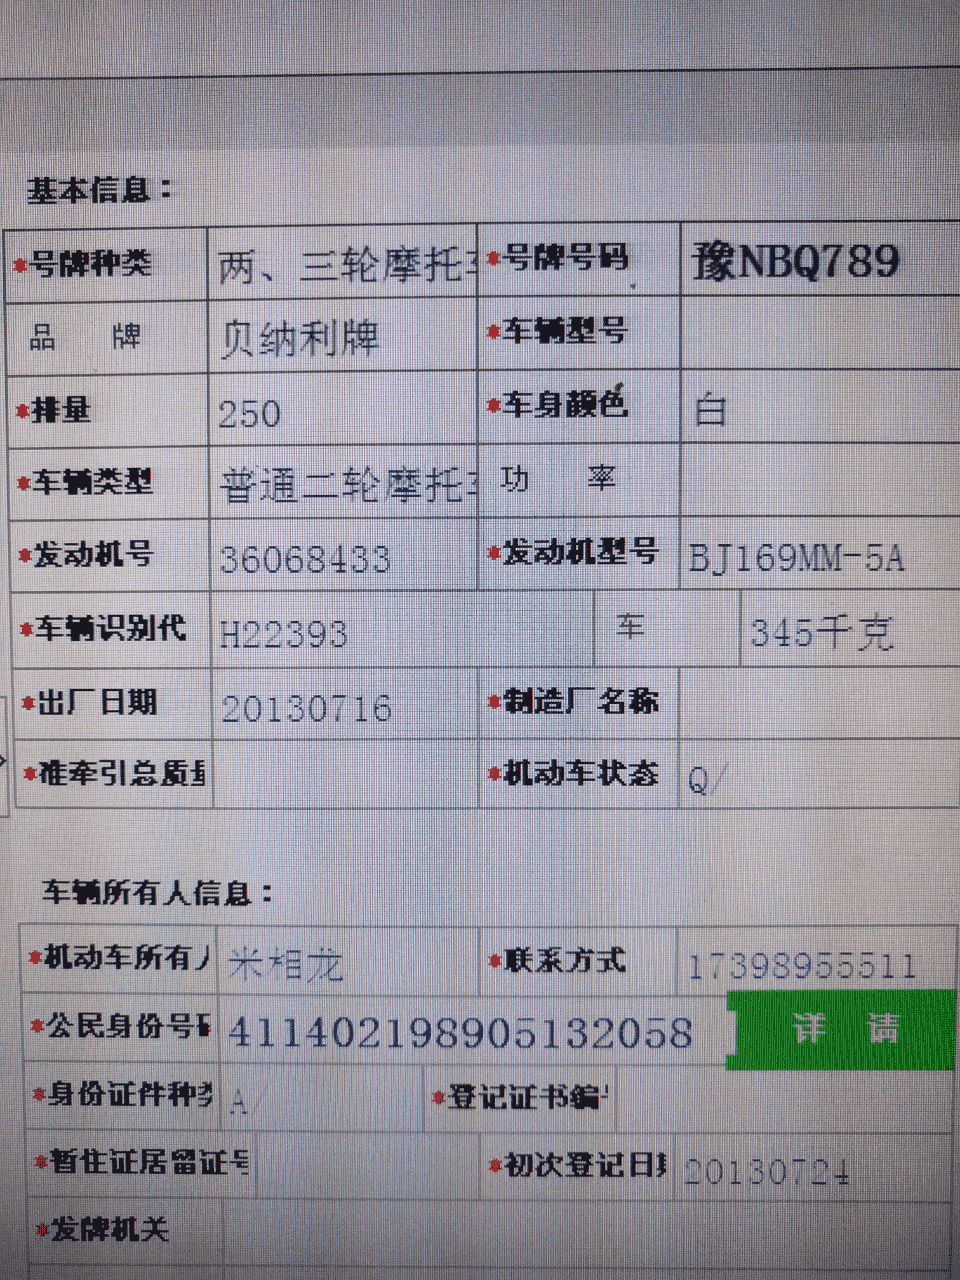 基本信息：
*号牌种类 两、三轮摩托 *号牌号码 豫NBQ789
品 牌 贝纳利牌 *车辆型号
*排量 250 *车身颜色 白
*车辆类型 普通二轮摩托 功 率
*发动机号 36068433 *发动机型号 BJ169MM-5A
*车辆识别代 H22393 车 345千克
*出厂日期 20130716 *制造厂名称
*准牵引总质量 *机动车状态 Q/
车辆所有人信息：
*机动车所有人 米相龙 *联系方式 17398955511
*公民身份号码 411402198905132058 详 请
*身份证件种类 A/ *登记证书编号
*暂住证居留证号 *初次登记日期 20130724
*发牌机关